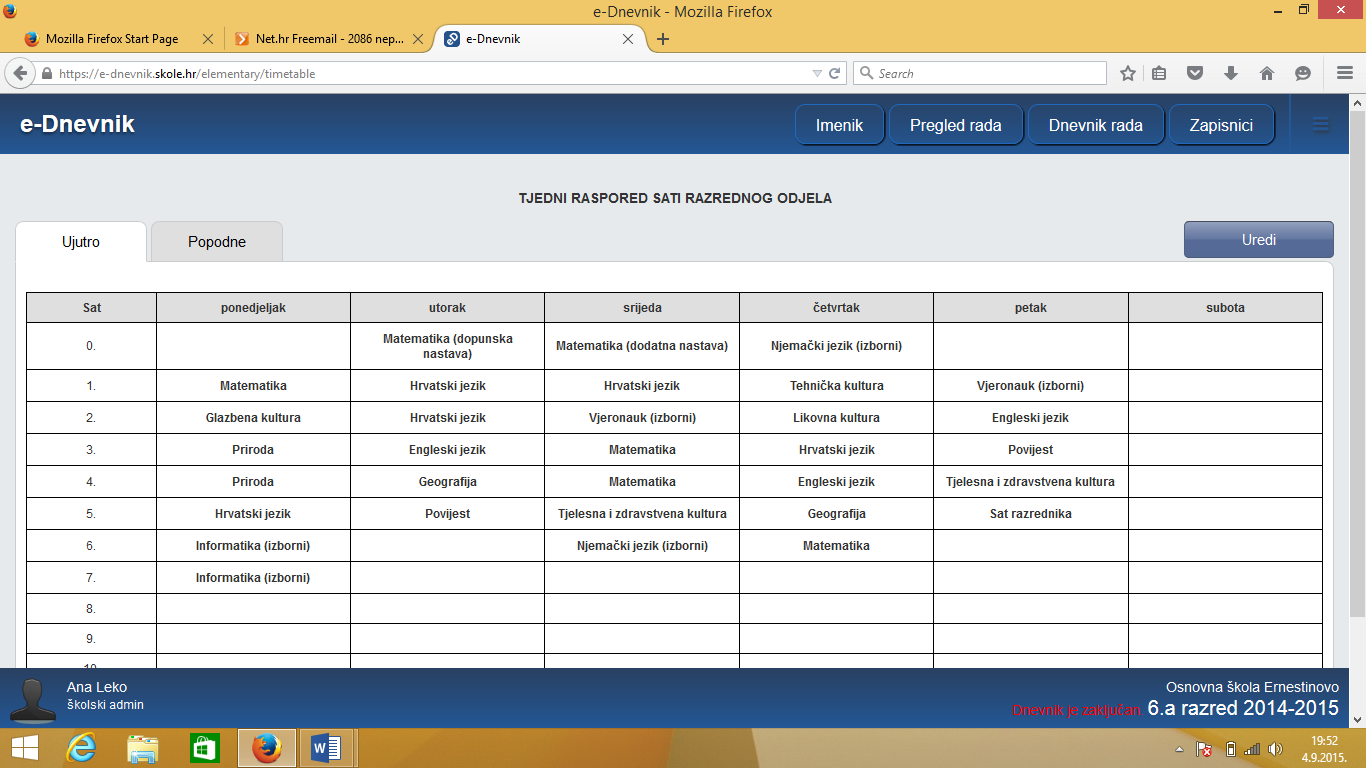 e-Dnevnik - Mozilla Firefox
Mozilla Firefox Start Page
Net.hr Freemail - 2086 nep...
e-Dnevnik
https://e-dnevnik.skole.hr/elementary/timetable
Search
e-Dnevnik
Imenik Pregled rada Dnevnik rada Zapisnici
TJEDNI RASPORED SATI RAZREDNOG ODJELA
Ujutro Popodne Uredi
Sat ponedjeljak utorak srijeda četvrtak petak subota
0. Matematika (dopunska nastava) Matematika (dodatna nastava) Njemački jezik (izborni)
1. Matematika Hrvatski jezik Hrvatski jezik Tehnička kultura Vjeronauk (izborni)
2. Glazbena kultura Hrvatski jezik Vjeronauk (izborni) Likovna kultura Engleski jezik
3. Priroda Engleski jezik Matematika Hrvatski jezik Povijest
4. Priroda Geografija Matematika Engleski jezik Tjelesna i zdravstvena kultura
5. Hrvatski jezik Povijest Tjelesna i zdravstvena kultura Geografija Sat razrednika
6. Informatika (izborni) Njemački jezik (izborni) Matematika
7. Informatika (izborni)
8.
9.
10.
Ana Leko
školski admin
Osnovna škola Ernestinovo
Dnevnik je zaključan. 6.a razred 2014-2015
19:52
4.9.2015.